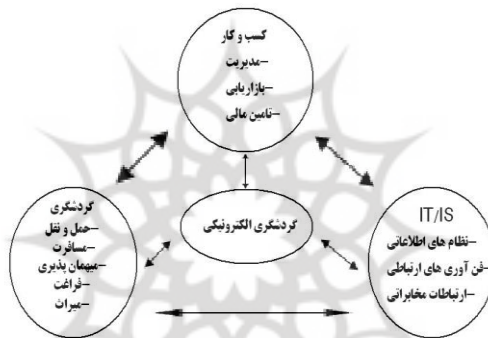 کسب و کار
-مدیریت
-بازاریابی
-تامین مالی
گردشگری الکترونیکی
IT/IS
-نظام های اطلاعاتی
-فن آوری های ارتباطی
-ارتباطات مخابراتی
گردشگری
-حمل و نقل
-مسافرت
-میهمان پذیری
-فراغت
-میراث